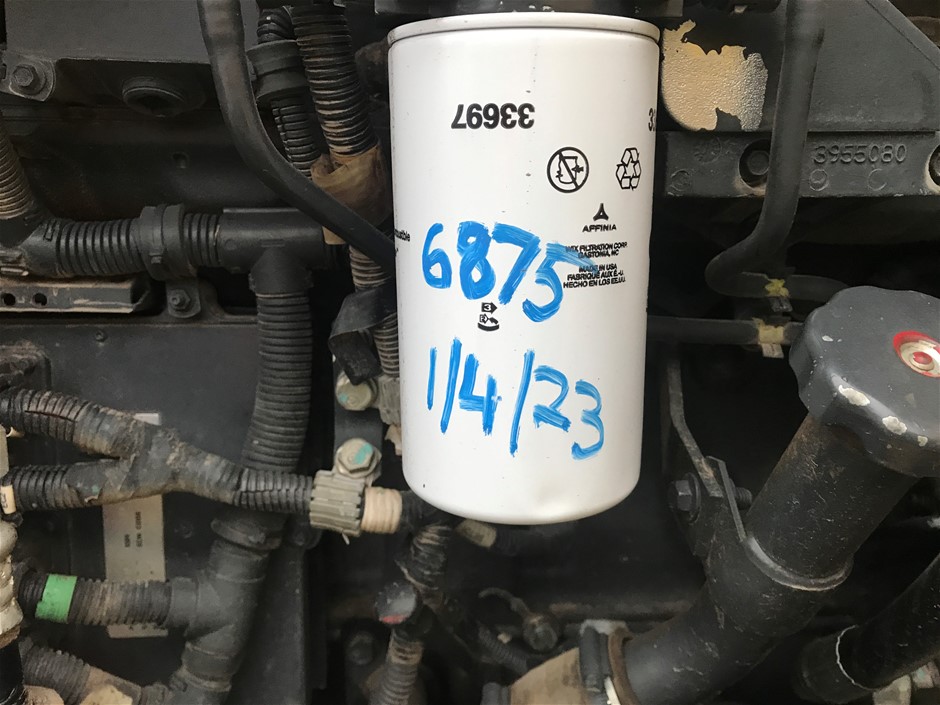 33697
3955080
AFFINIA
WIX FILTRATION CORP.
GASTONIA, NC
MADE IN USA
FABRIQUÉ AUX É.-U.
HECHO EN LOS EE.UU.
6875
1/4/23